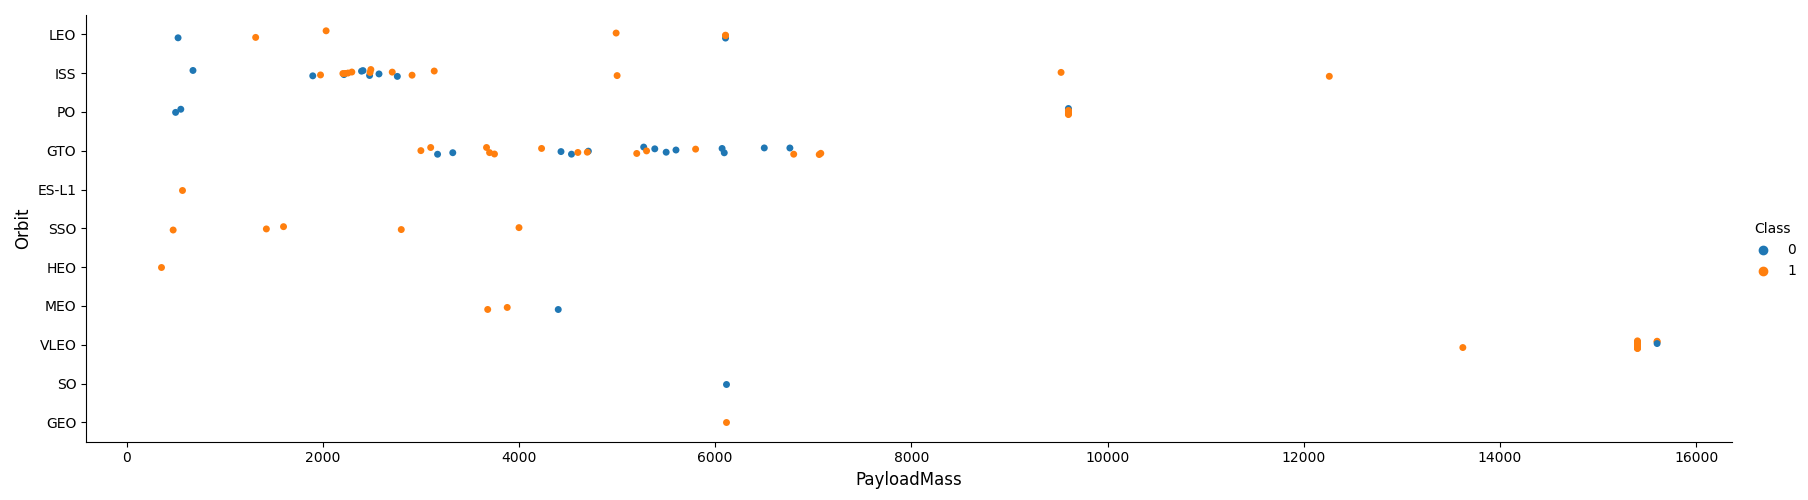 LEO
ISS
PO
GTO
ES-L1
SSO
HEO
MEO
VLEO
SO
GEO
Orbit
0
2000
4000
6000
8000
10000
12000
14000
16000
PayloadMass
Class
0
1